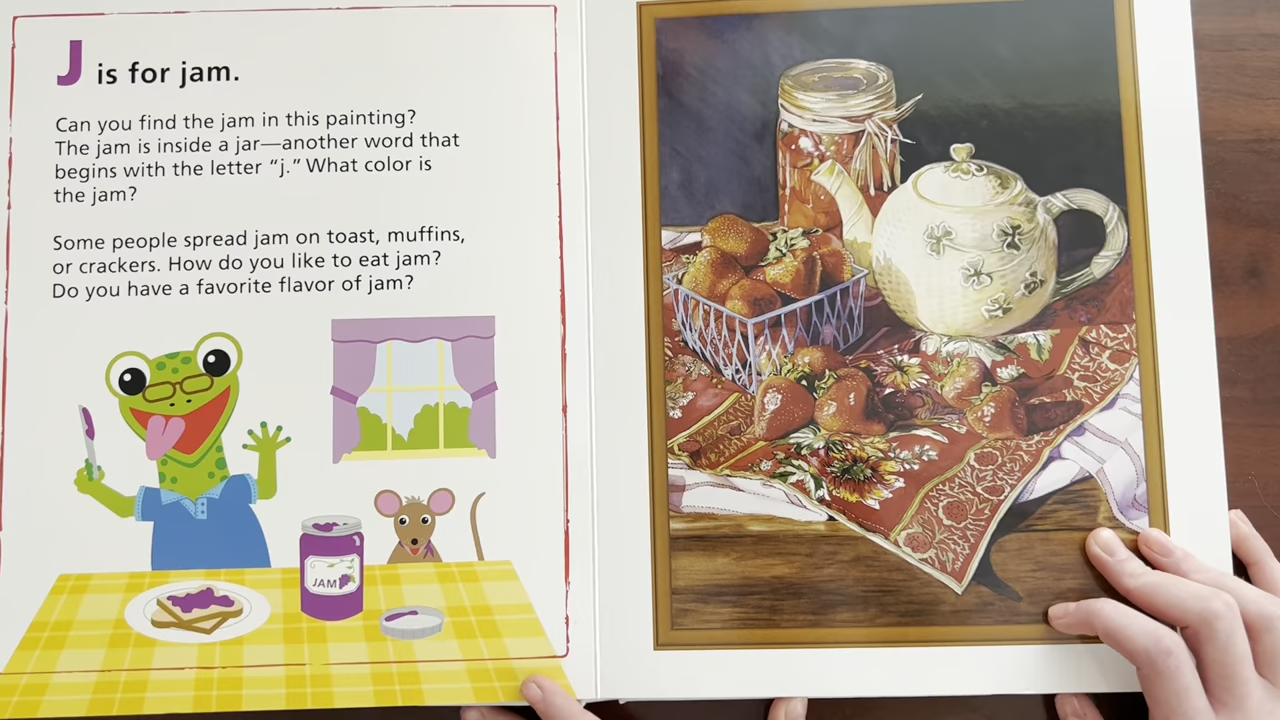 J is for jam.
Can you find the jam in this painting?
The jam is inside a jar—another word that
begins with the letter “j.” What color is
the jam?
Some people spread jam on toast, muffins,
or crackers. How do you like to eat jam?
Do you have a favorite flavor of jam?
JAM